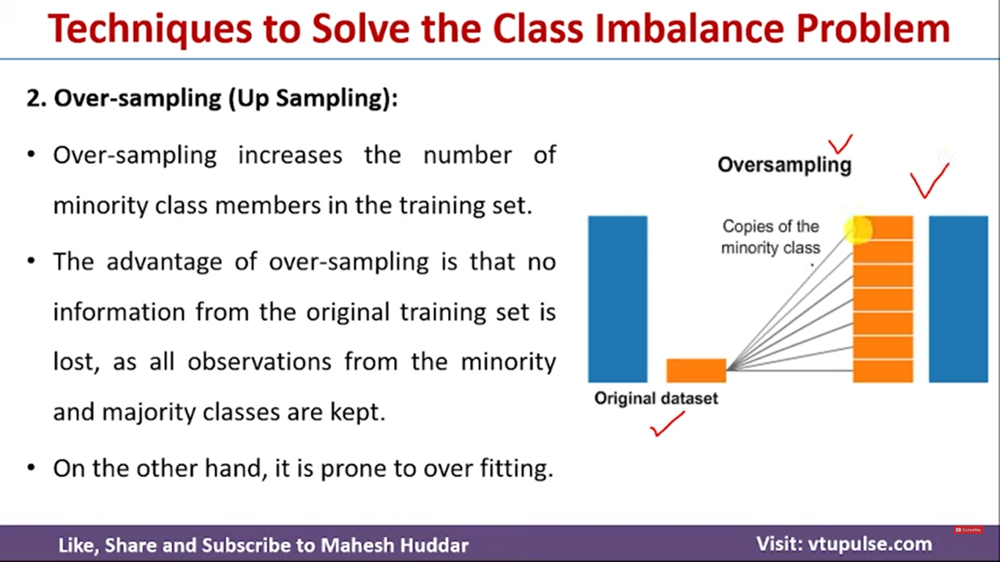 Techniques to Solve the Class Imbalance Problem
2. Over-sampling (Up Sampling):
• Over-sampling increases the number of
minority class members in the training set.
• The advantage of over-sampling is that no
information from the original training set is
lost, as all observations from the minority
and majority classes are kept.
• On the other hand, it is prone to over fitting.
Oversampling
Copies of the
minority class
Original dataset
Like, Share and Subscribe to Mahesh Huddar
Visit: vtupulse.com
Subscribe